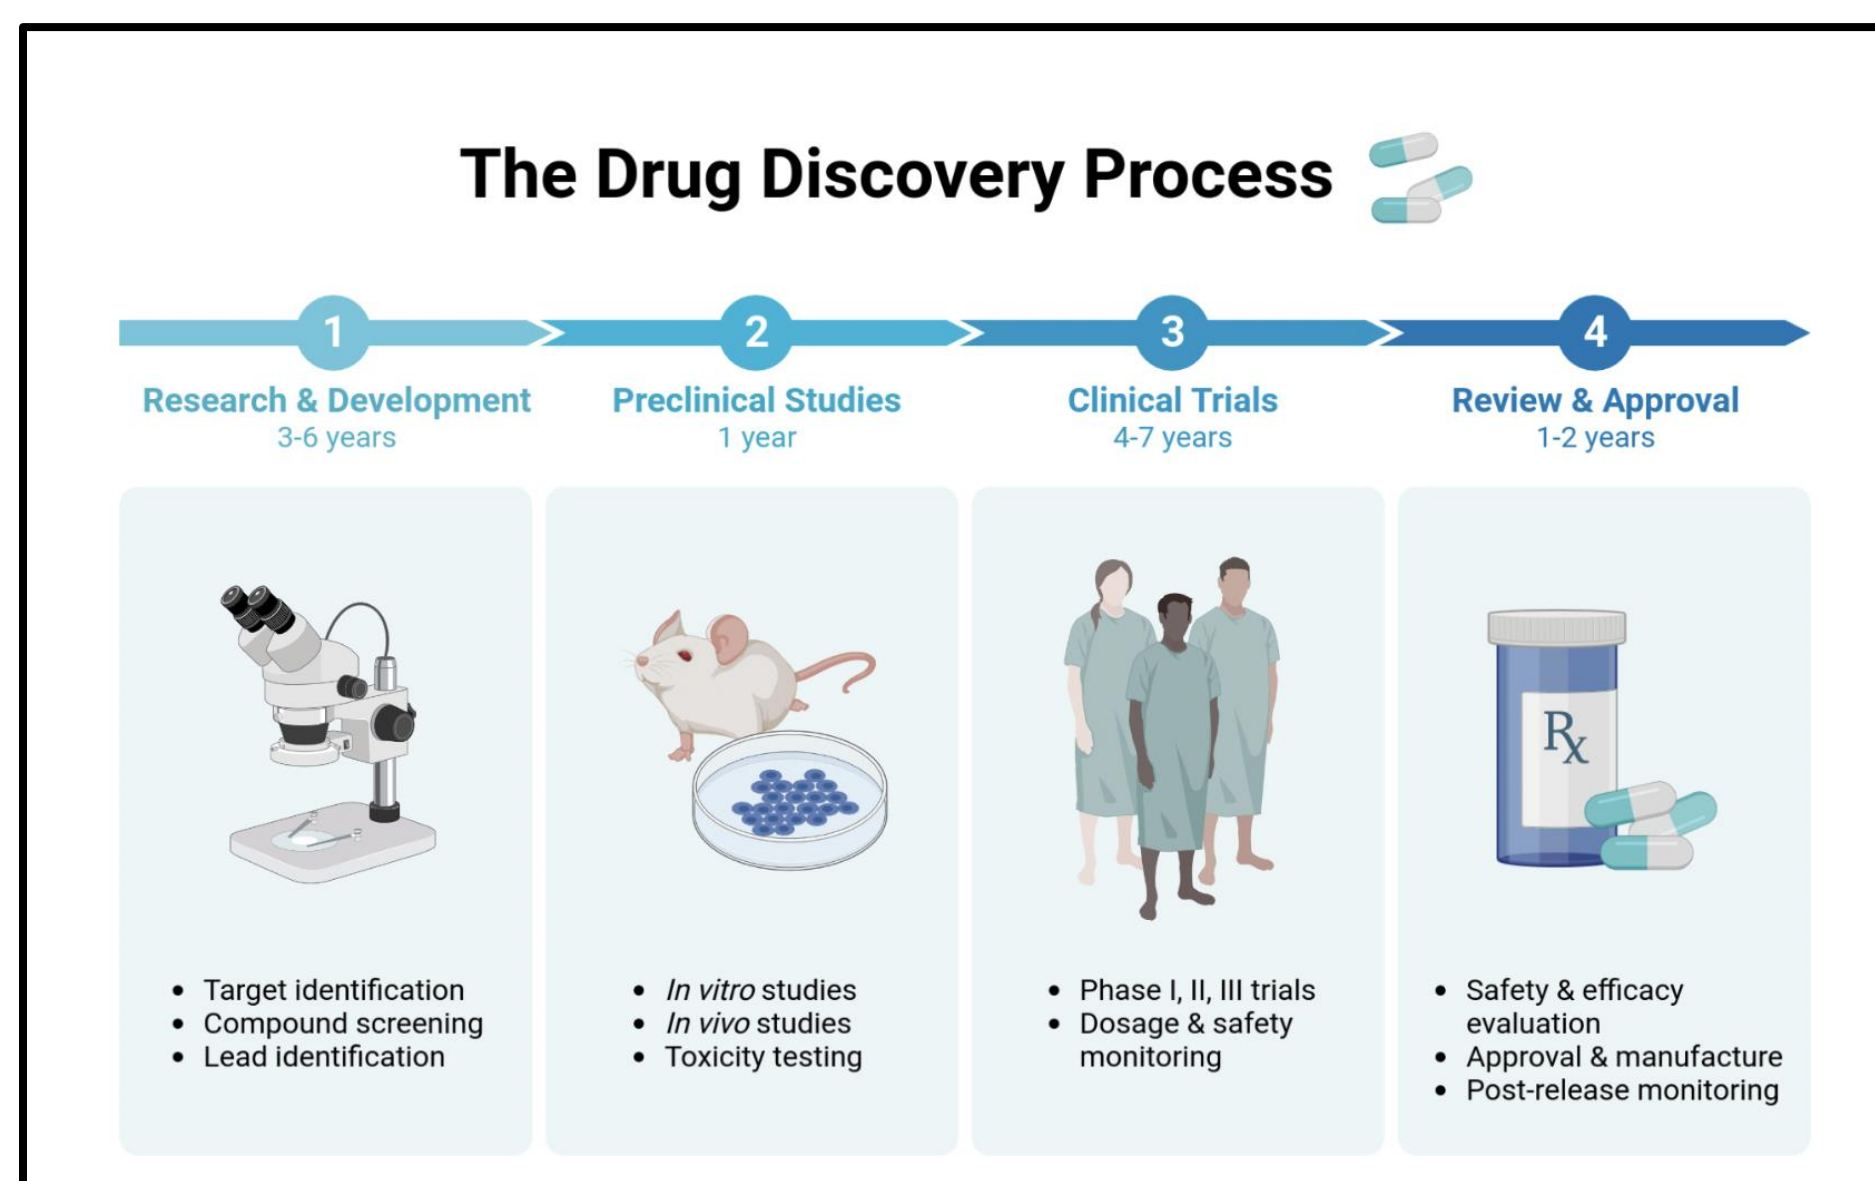 The Drug Discovery Process
1
Research & Development
3-6 years
2
Preclinical Studies
1 year
3
Clinical Trials
4-7 years
4
Review & Approval
1-2 years
• Target identification
• Compound screening
• Lead identification
• In vitro studies
• In vivo studies
• Toxicity testing
• Phase I, II, III trials
• Dosage & safety
monitoring
Rx
• Safety & efficacy
evaluation
• Approval & manufacture
• Post-release monitoring